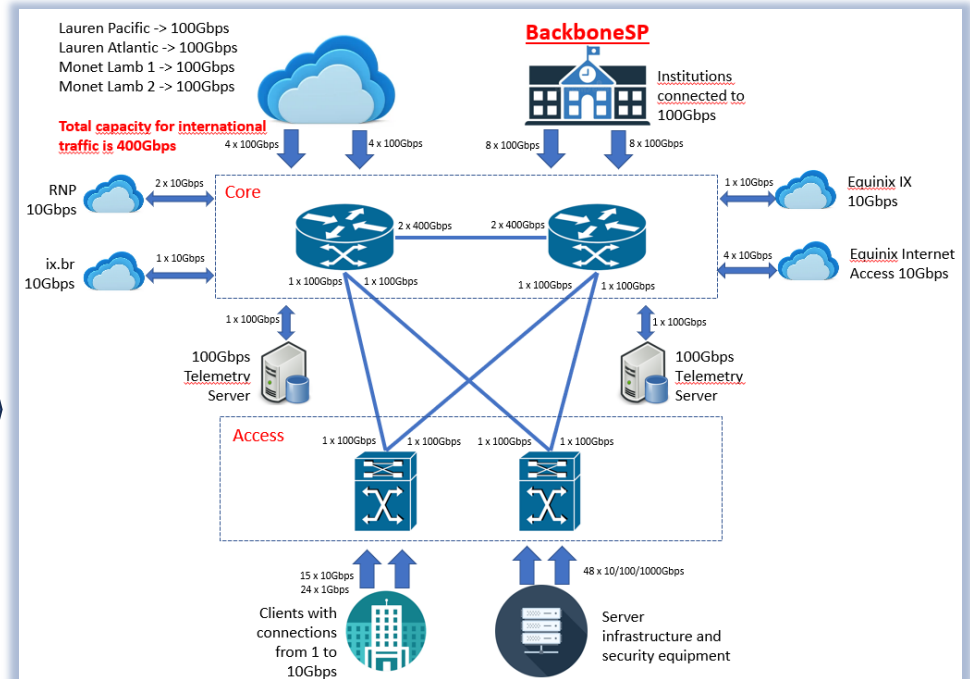 Lauren Pacific -> 100Gbps
Lauren Atlantic -> 100Gbps
Monet Lamb 1 -> 100Gbps
Monet Lamb 2 -> 100Gbps
Total capacity for international
traffic is 400Gbps
BackboneSP
Institutions
connected to
100Gbps
4 x 100Gbps
4 x 100Gbps
8 x 100Gbps
8 x 100Gbps
RNP
10Gbps
2 x 10Gbps
Core
1 x 10Gbps
Equinix IX
10Gbps
2 x 400Gbps
2 x 400Gbps
ix.br
10Gbps
1 x 10Gbps
4 x 10Gbps
Equinix Internet
Access 10Gbps
1 x 100Gbps
1 x 100Gbps
1 x 100Gbps
1 x 100Gbps
1 x 100Gbps
1 x 100Gbps
100Gbps
Telemetry
Server
100Gbps
Telemetry
Server
Access
1 x 100Gbps
1 x 100Gbps
1 x 100Gbps
1 x 100Gbps
15 x 10Gbps
24 x 1Gbps
48 x 10/100/1000Gbps
Clients with
connections
from 1 to
10Gbps
Server
infrastructure and
security equipment